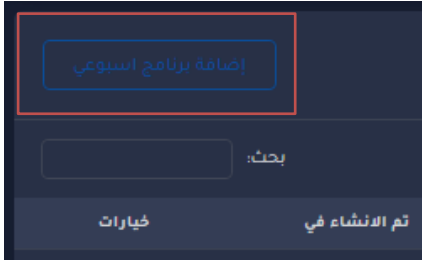 إضافة برنامج اسبوعي
بحث:
تم الانشاء في خيارات